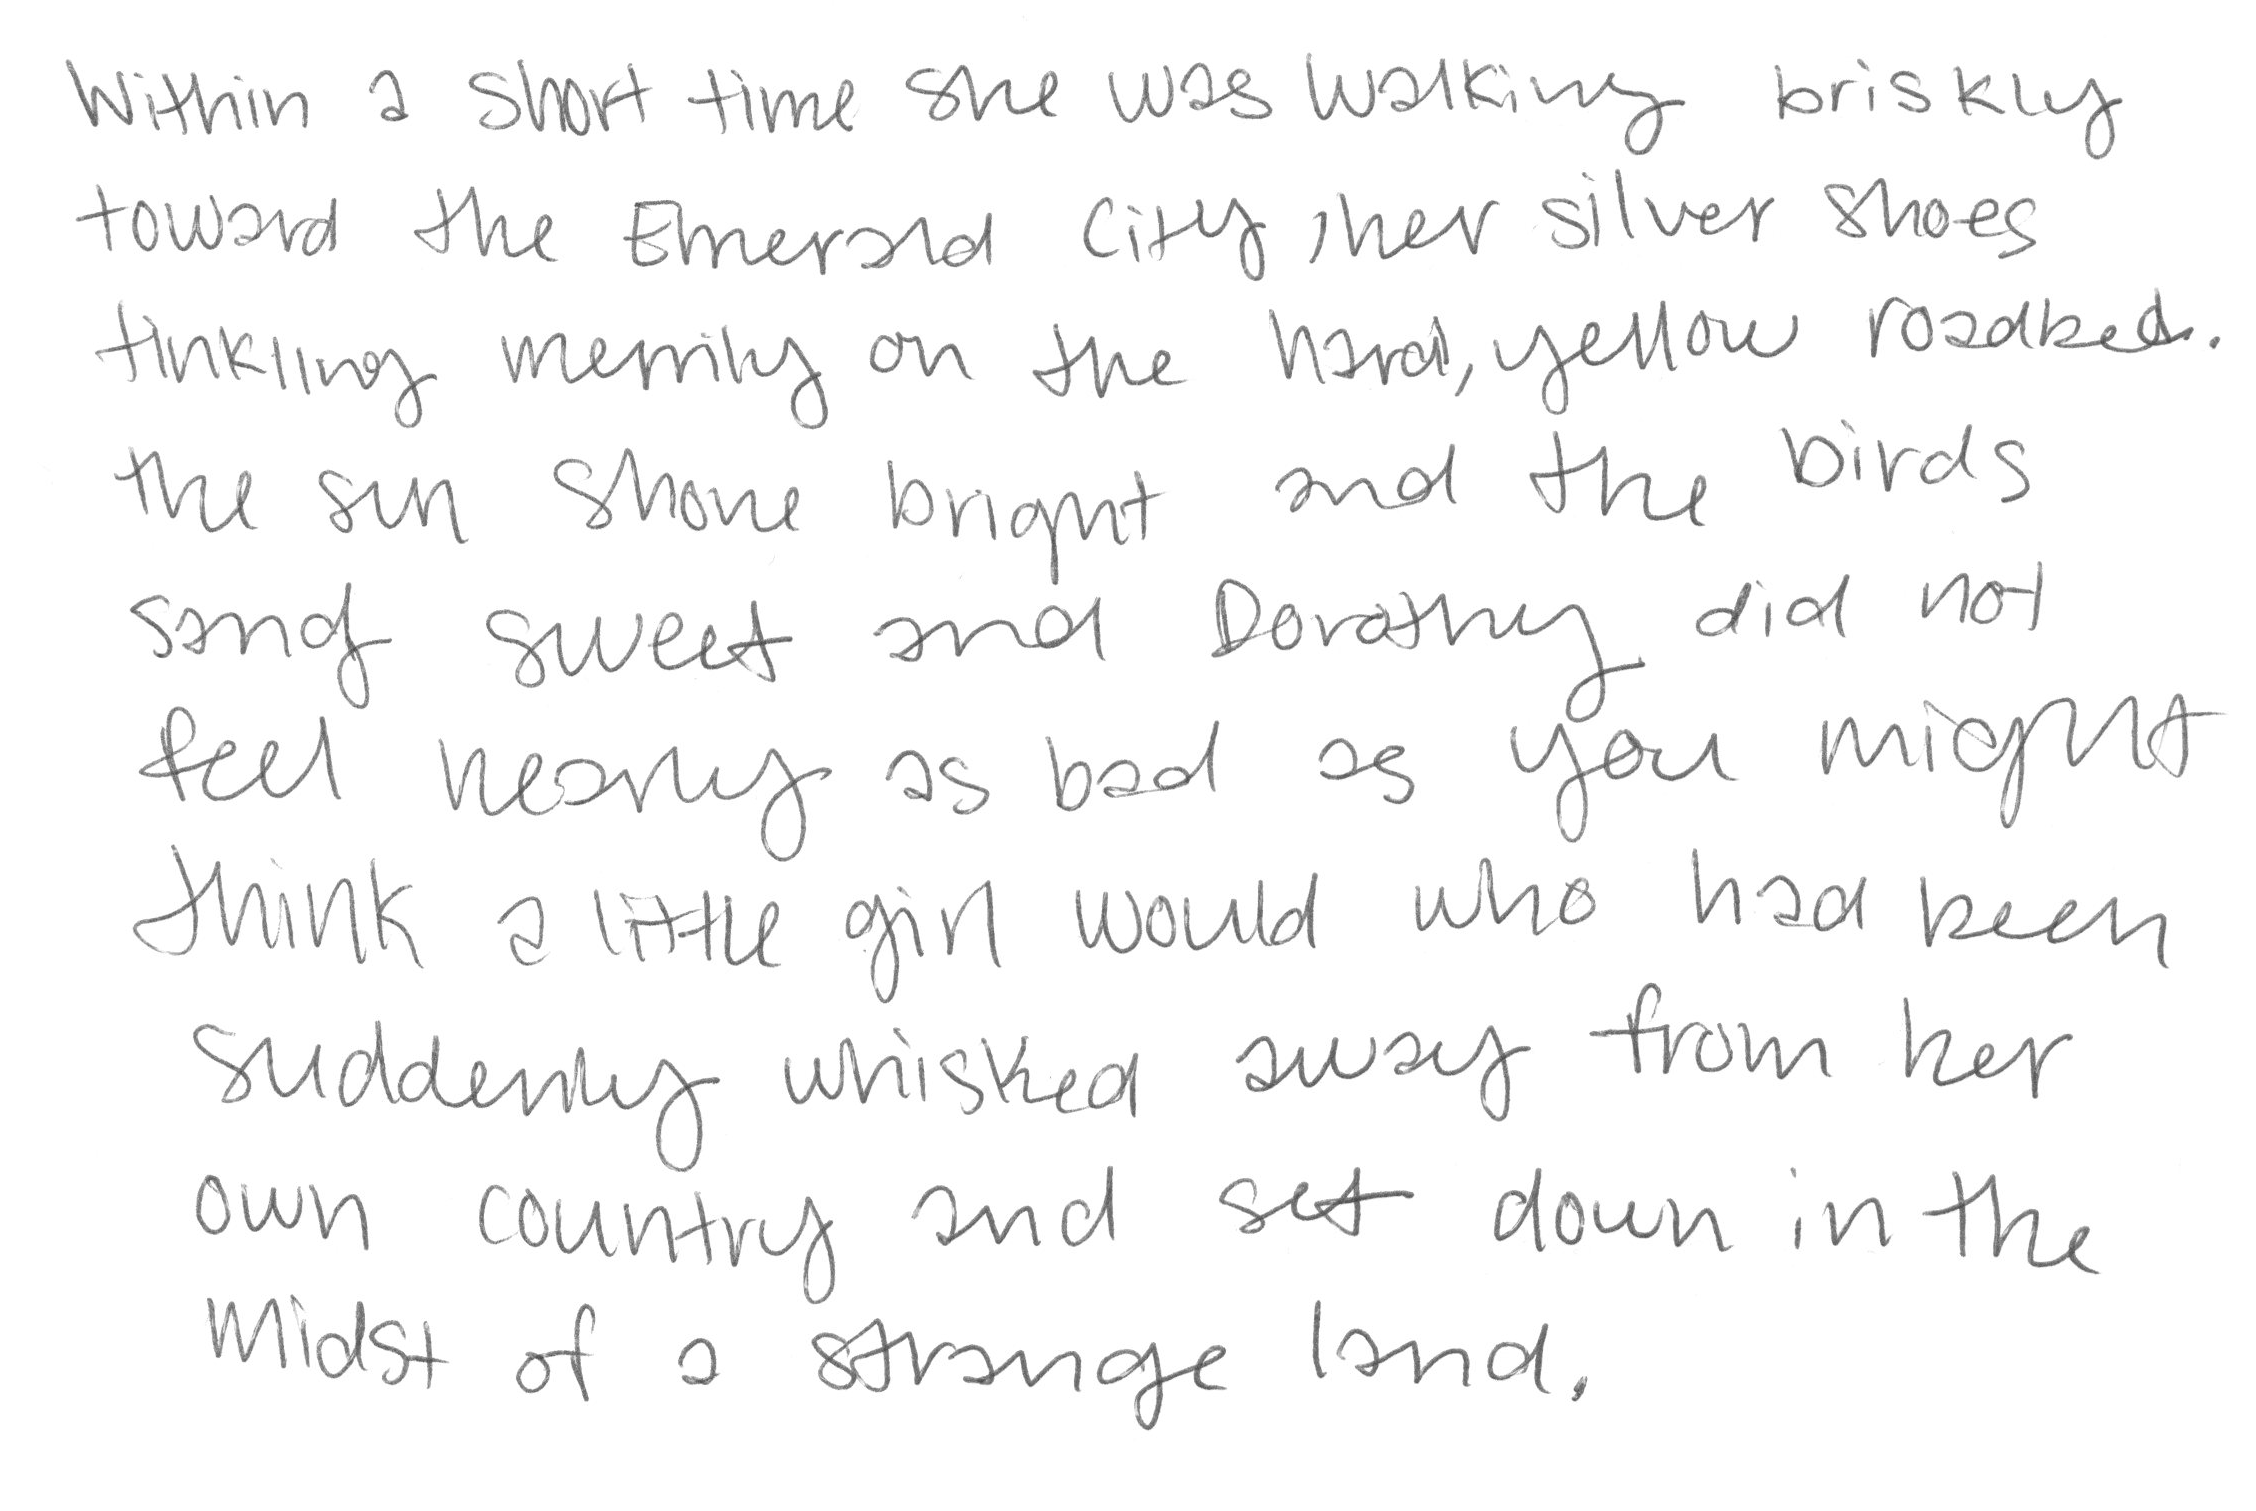 Within a short time she was walking briskly
toward the Emerald City, her silver shoes
tinkling merrily on the hard, yellow roadbed.
the sun shone bright and the birds
sang sweet and Dorothy did not
feel nearly as bad as you might
think a little girl would who had been
suddenly whisked away from her
own country and set down in the
midst of a strange land.